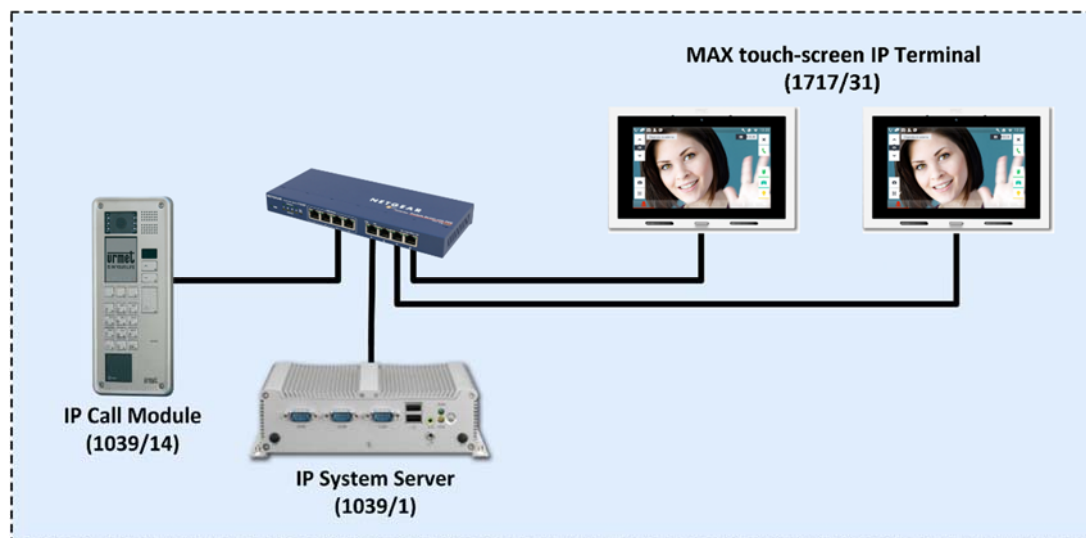 MAX touch-screen IP Terminal
(1717/31)
NETGEAR
urmet
IP Call Module
(1039/14)
IP System Server
(1039/1)